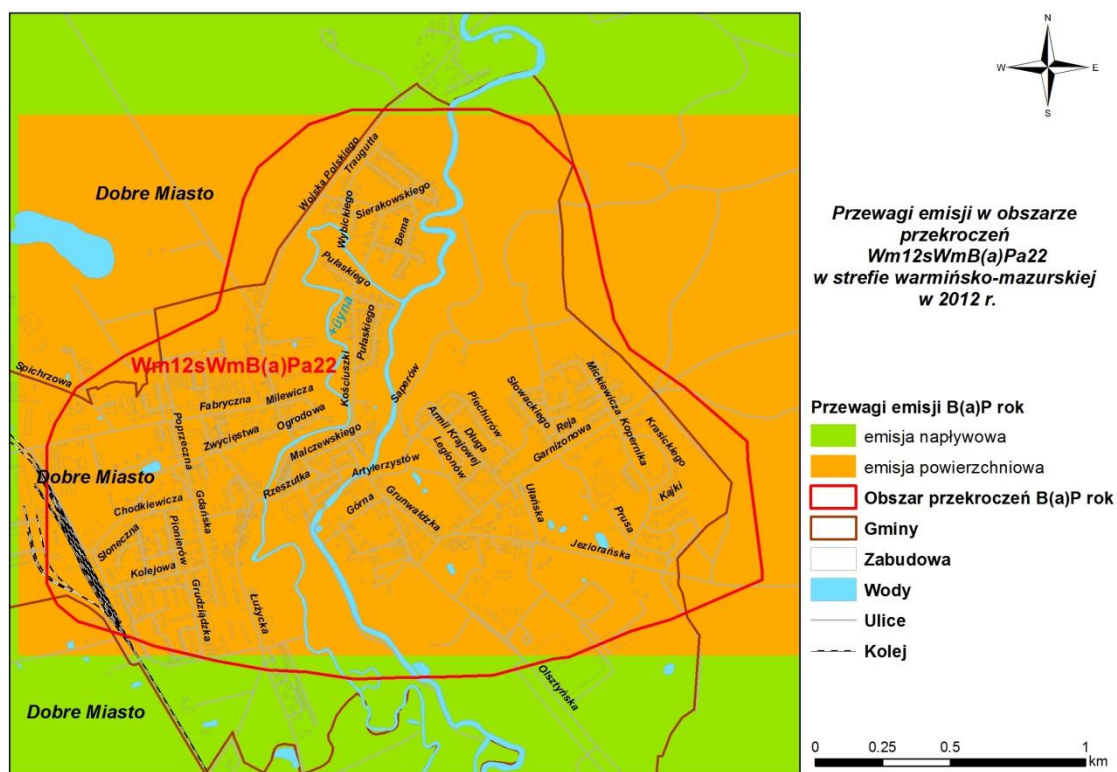 N
W
E
S
Przewagi emisji w obszarze
przekroczeń
Wm12sWmB(a)Pa22
w strefie warmińsko-mazurskiej
w 2012 r.
Przewagi emisji B(a)P rok
emisja napływowa
emisja powierzchniowa
Obszar przekroczeń B(a)P rok
Gminy
Zabudowa
Wody
Ulice
Kolej
0
0.25
0.5
1
km
Dobre Miasto
Wojska Polskiego
Traugutta
Wybickiego
Sierakowskiego
Bema
Pułaskiego
+uyna
Pułaskiego
Wm12sWmB(a)Pa22
Spichrzowa
Kościuszki
Saperów
Fabryczna
Milewicza
Zwycięstwa
Ogrodowa
Poprzeczna
Malczewskiego
Rzeszutka
Artylerzystów
Armii Krajowej
Legionów
Długa
Piechurów
Słowackiego
Reja
Garnizonowa
Mickiewicza
Kopernika
Krasickiego
Kajki
Prusa
Ułańska
Jeziorańska
Górna
Grunwaldzka
Dobre Miasto
Chodkiewicza
Gdańska
Pionierów
Słoneczna
Kolejowa
Grudziądzka
Łużycka
Olsztyńska
Dobre Miasto